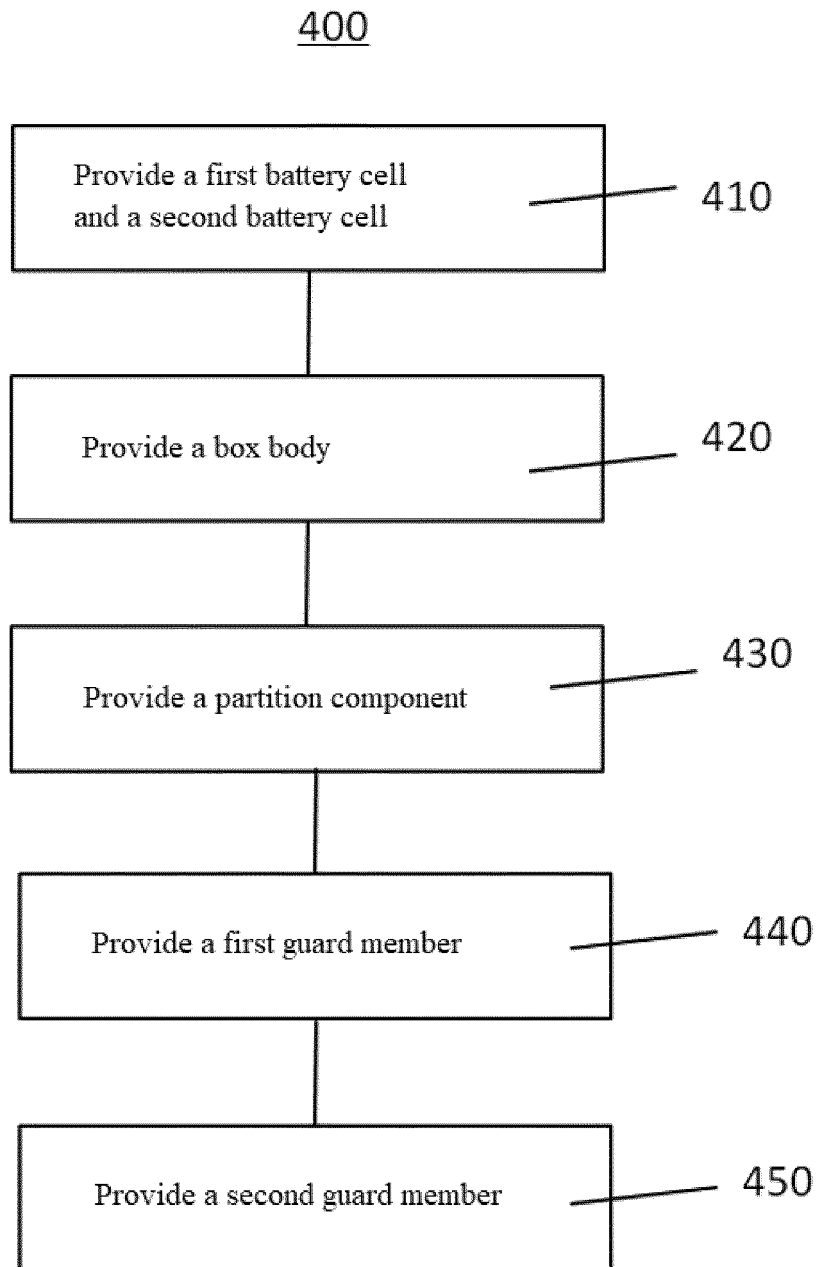 400
Provide a first battery cell
and a second battery cell
410
Provide a box body
420
Provide a partition component
430
Provide a first guard member
440
Provide a second guard member
450